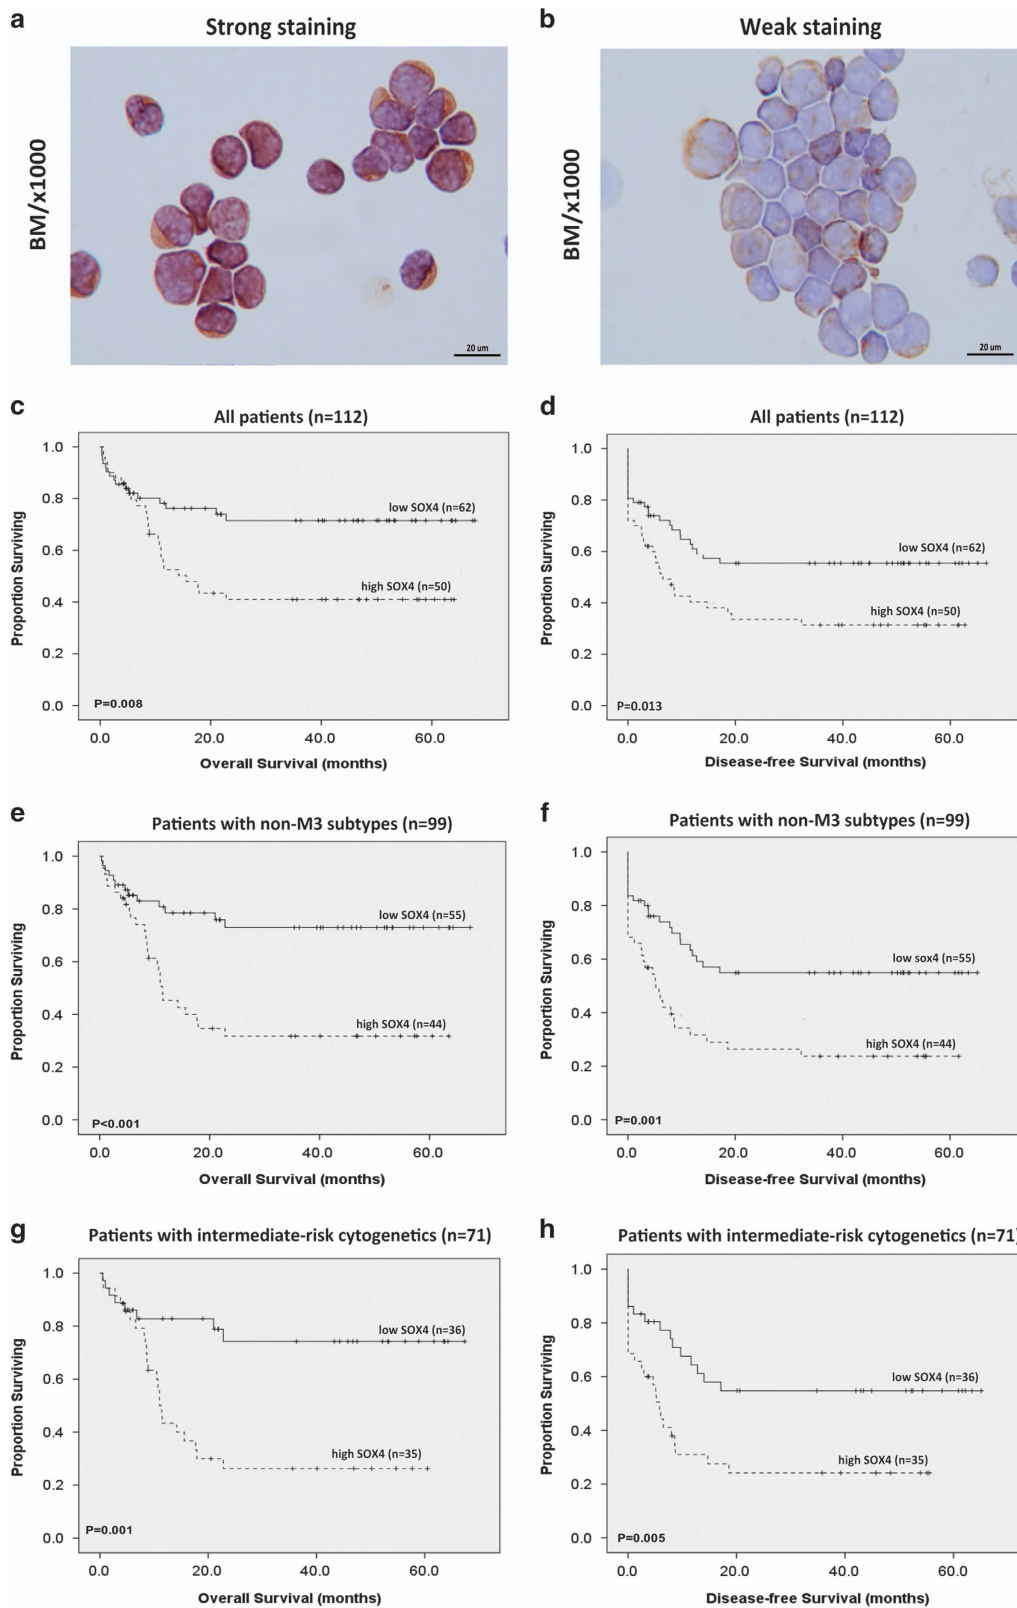 a
Strong staining
b
Weak staining
BM/x1000
20 um
BM/x1000
20 um
c
All patients (n=112)
Proportion Surviving
1.0
0.8
0.6
0.4
0.2
0.0
low SOX4 (n=62)
high SOX4 (n=50)
P=0.008
0.0 20.0 40.0 60.0
Overall Survival (months)
d
All patients (n=112)
Proportion Surviving
1.0
0.8
0.6
0.4
0.2
0.0
low SOX4 (n=62)
high SOX4 (n=50)
P=0.013
0.0 20.0 40.0 60.0
Disease-free Survival (months)
e
Patients with non-M3 subtypes (n=99)
Proportion Surviving
1.0
0.8
0.6
0.4
0.2
0.0
low SOX4 (n=55)
high SOX4 (n=44)
P<0.001
0.0 20.0 40.0 60.0
Overall Survival (months)
f
Patients with non-M3 subtypes (n=99)
Porportion Surviving
1.0
0.8
0.6
0.4
0.2
0.0
low sox4 (n=55)
high SOX4 (n=44)
P=0.001
0.0 20.0 40.0 60.0
Disease-free Survival (months)
g
Patients with intermediate-risk cytogenetics (n=71)
Proportion Surviving
1.0
0.8
0.6
0.4
0.2
0.0
low SOX4 (n=36)
high SOX4 (n=35)
P=0.001
0.0 20.0 40.0 60.0
Overall Survival (months)
h
Patients with intermediate-risk cytogenetics (n=71)
Proportion Surviving
1.0
0.8
0.6
0.4
0.2
0.0
low SOX4 (n=36)
high SOX4 (n=35)
P=0.005
0.0 20.0 40.0 60.0
Disease-free Survival (months)